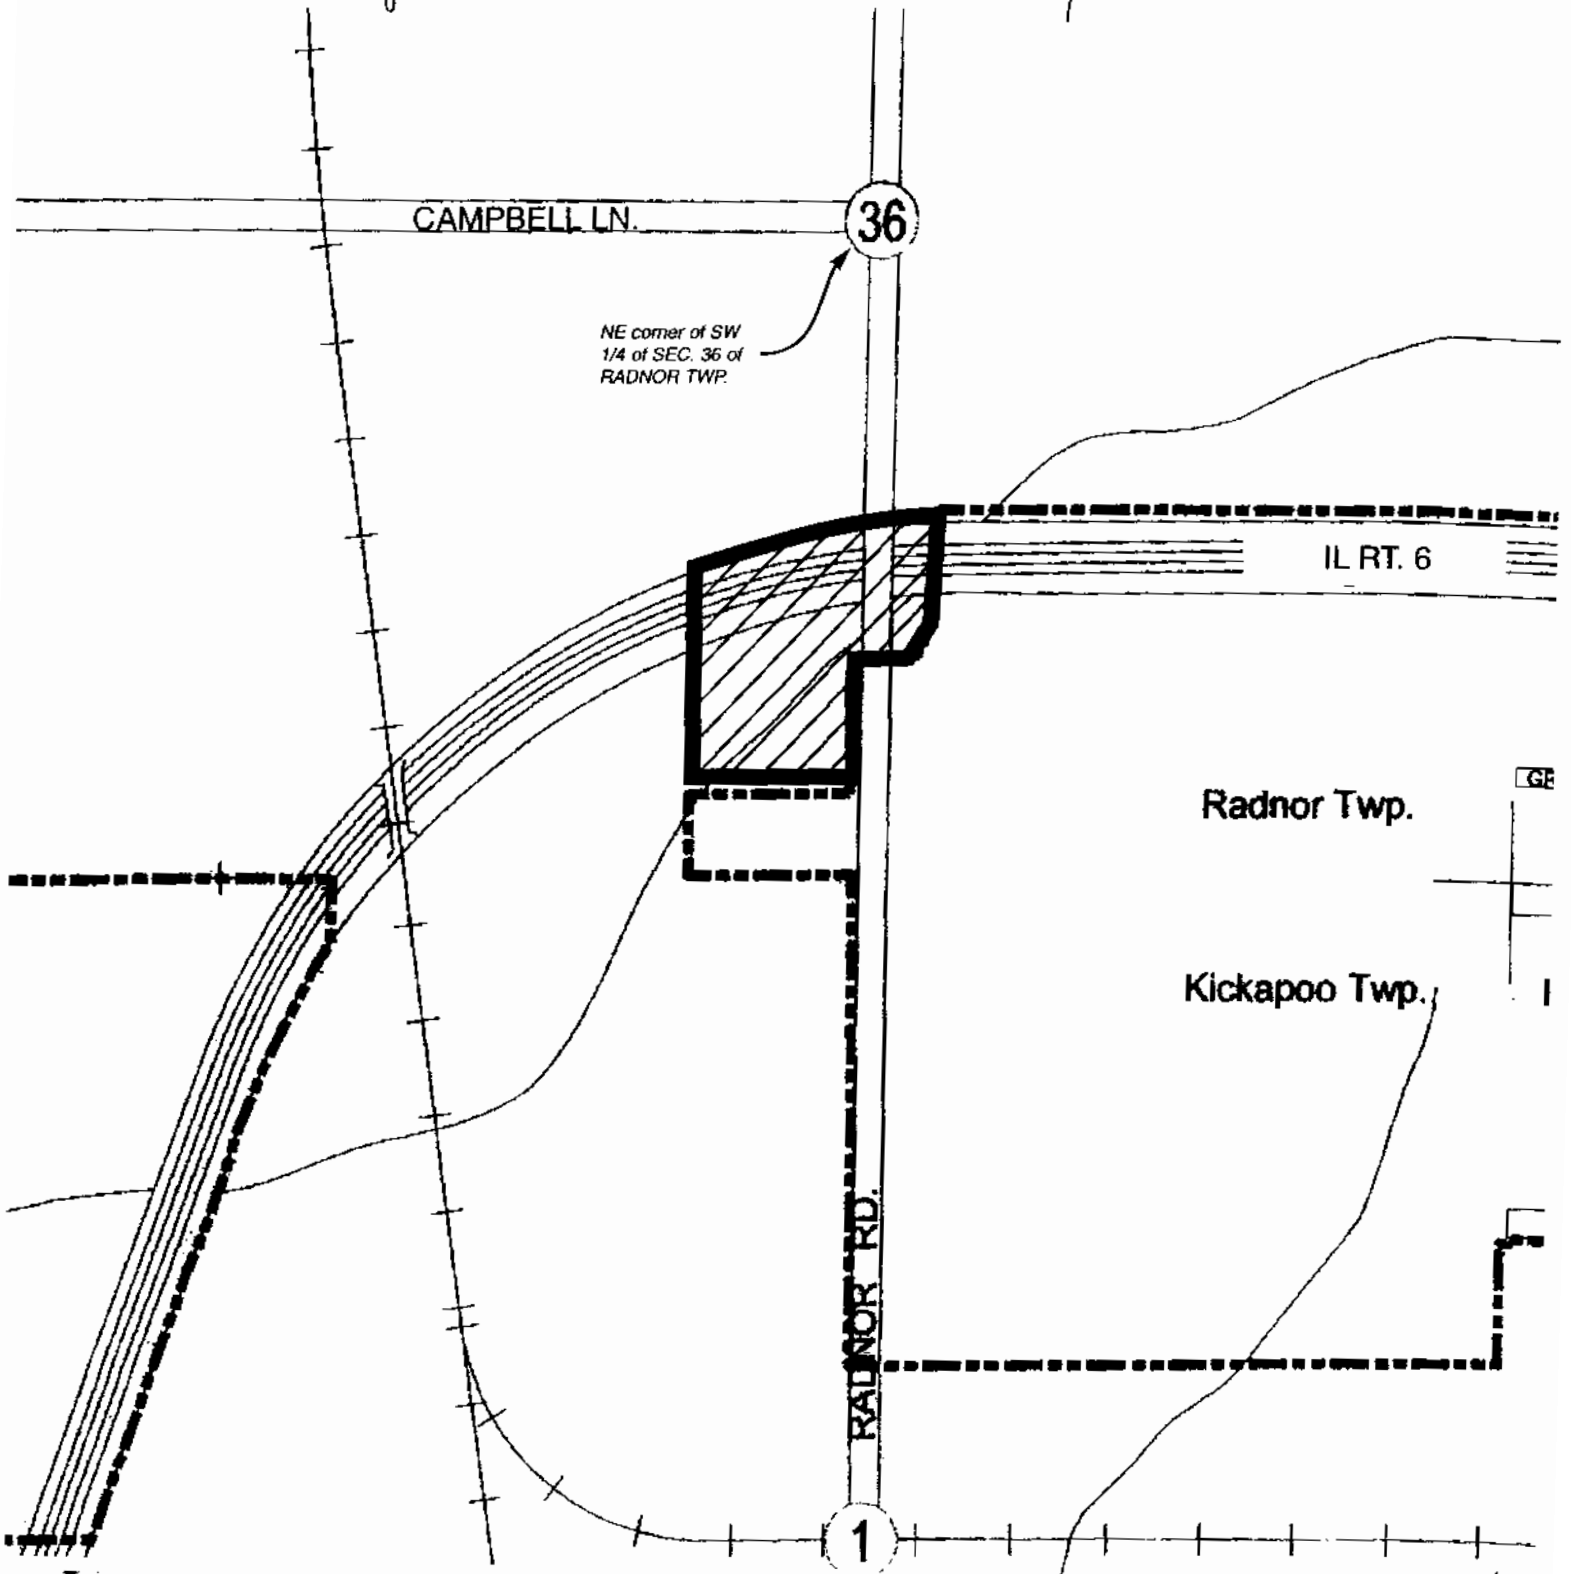 CAMPBELL LN.
36
NE corner of SW
1/4 of SEC. 36 of
RADNOR TWP.
IL RT. 6
Radnor Twp.
Kickapoo Twp.
RADNOR RD.
1